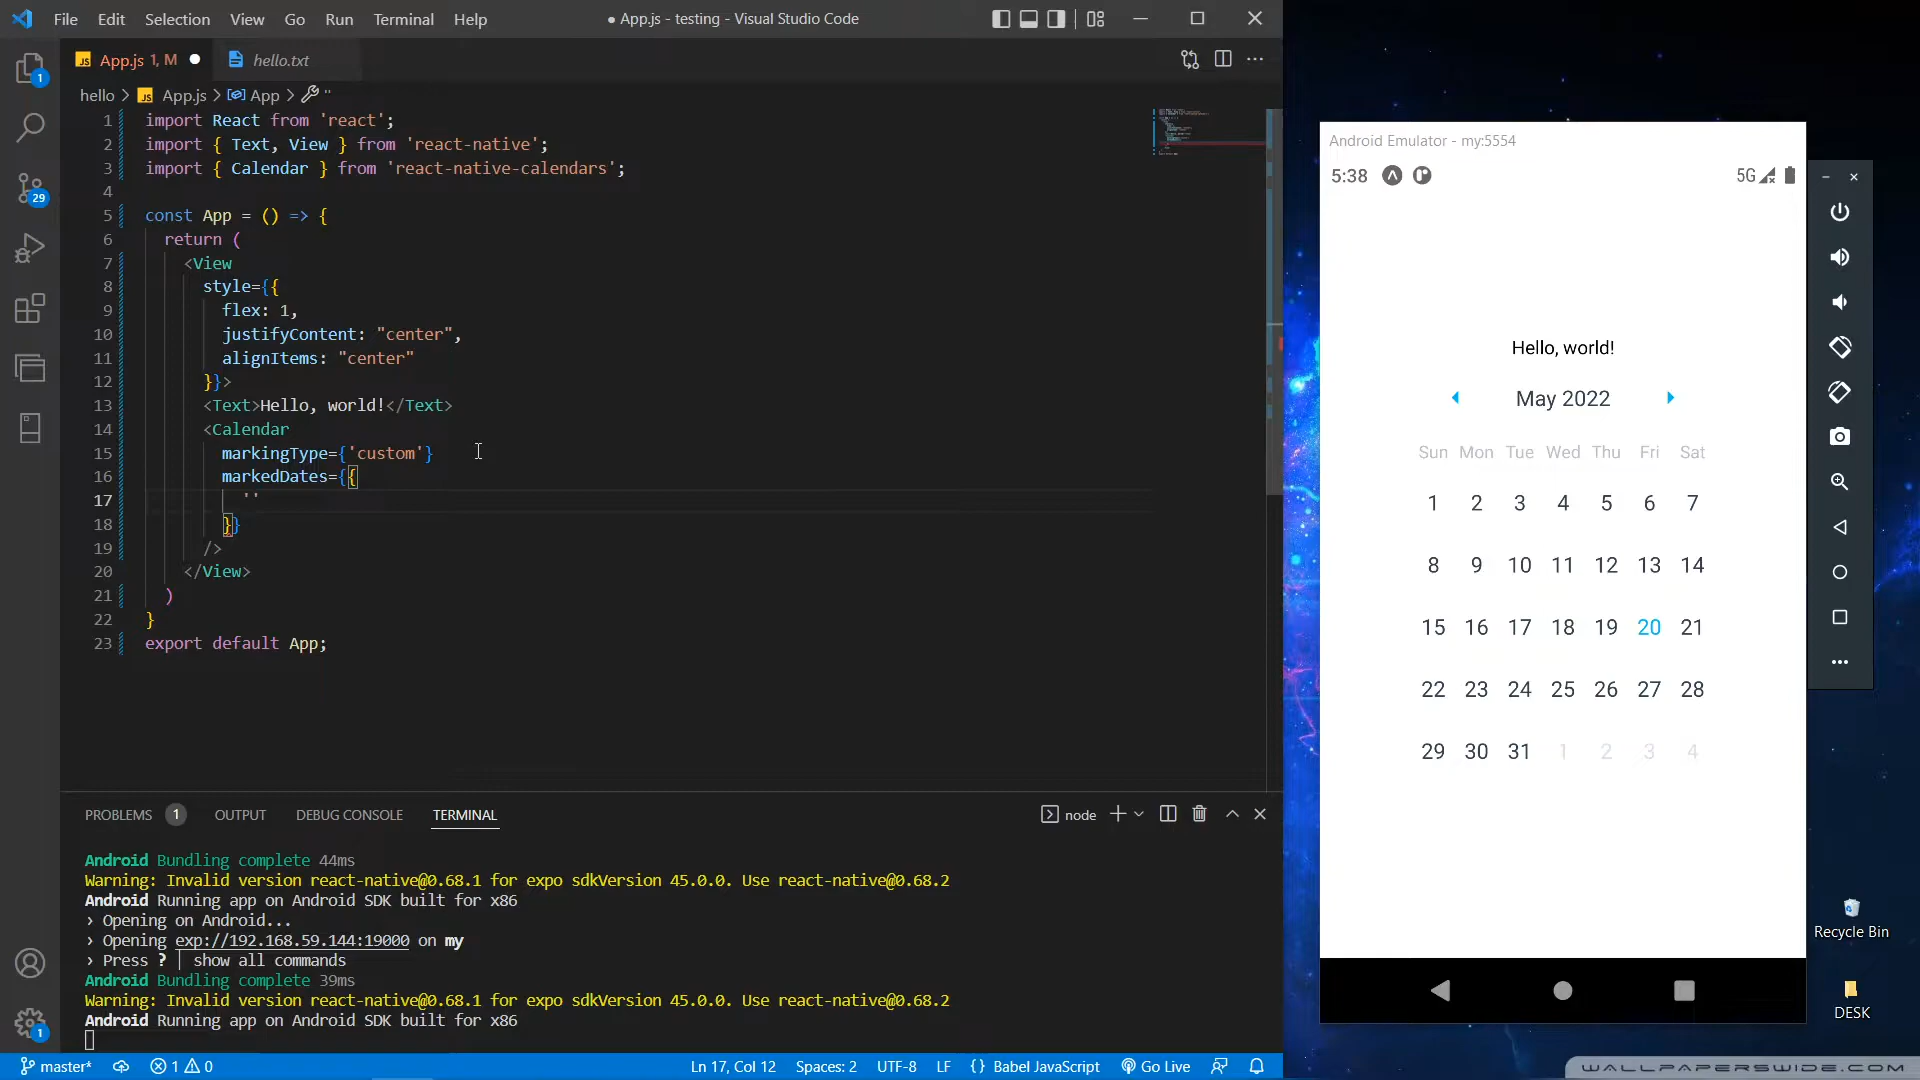 File Edit Selection View Go Run Terminal Help
● App.js - testing - Visual Studio Code
JS App.js 1, M ●
hello.txt
hello > JS App.js > App > ''
1 import React from 'react';
2 import { Text, View } from 'react-native';
3 import { Calendar } from 'react-native-calendars';
4
5 const App = () => {
6 return (
7 <View
8 style={{
9 flex: 1,
10 justifyContent: "center",
11 alignItems: "center"
12 }}>
13 <Text>Hello, world!</Text>
14 <Calendar
15 markingType={'custom'}
16 markedDates={{
17 ''
18 }}
19 />
20 </View>
21 )
22 }
23 export default App;
1
29
1
PROBLEMS 1 OUTPUT DEBUG CONSOLE TERMINAL
node
Android Bundling complete 44ms
Warning: Invalid version react-native@0.68.1 for expo sdkVersion 45.0.0. Use react-native@0.68.2
Android Running app on Android SDK built for x86
› Opening on Android...
› Opening exp://192.168.59.144:19000 on my
› Press ? │ show all commands
Android Bundling complete 39ms
Warning: Invalid version react-native@0.68.1 for expo sdkVersion 45.0.0. Use react-native@0.68.2
Android Running app on Android SDK built for x86
master* 1 0
Ln 17, Col 12 Spaces: 2 UTF-8 LF {} Babel JavaScript Go Live
Android Emulator - my:5554
5:38 5G
Hello, world!
May 2022
Sun Mon Tue Wed Thu Fri Sat
1 2 3 4 5 6 7
8 9 10 11 12 13 14
15 16 17 18 19 20 21
22 23 24 25 26 27 28
29 30 31 1 2 3 4
Recycle Bin
DESK
WALLPAPERSWIDE.COM